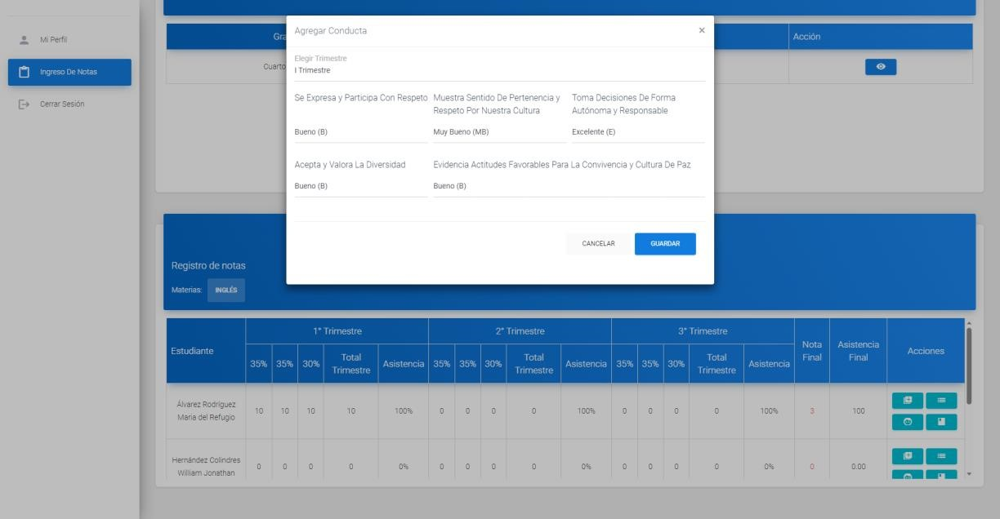 Mi Perfil
Ingreso De Notas
Cerrar Sesión
Gra
Acción
Cuarto
Agregar Conducta
×
Elegir Trimestre
I Trimestre
Se Expresa y Participa Con Respeto
Muestra Sentido De Pertenencia y
Respeto Por Nuestra Cultura
Toma Decisiones De Forma
Autónoma y Responsable
Bueno (B)
Muy Bueno (MB)
Excelente (E)
Acepta y Valora La Diversidad
Evidencia Actitudes Favorables Para La Convivencia y Cultura De Paz
Bueno (B)
Bueno (B)
CANCELAR
GUARDAR
Registro de notas
Materias: INGLÉS
Estudiante
1° Trimestre
2° Trimestre
3° Trimestre
Nota
Final
Asistencia
Final
Acciones
35% 35% 30% Total Trimestre Asistencia 35% 35% 30% Total Trimestre Asistencia 35% 35% 30% Total Trimestre Asistencia
Álvarez Rodríguez
Maria del Refugio
10 10 10 10 100% 0 0 0 0 100% 0 0 0 0 100% 3 100
Hernández Colindres
William Jonathan
0 0 0 0 0% 0 0 0 0 0% 0 0 0 0 0% 0 0.00